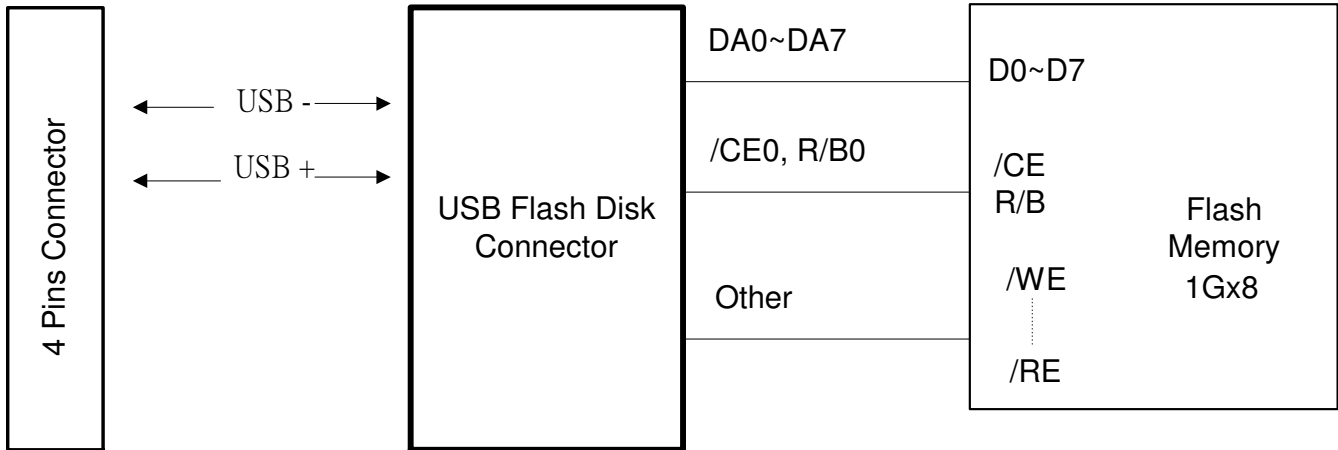 4 Pins Connector
USB -
USB +
USB Flash Disk
Connector
DA0~DA7
/CE0, R/B0
Other
D0~D7
/CE
R/B
/WE
/RE
Flash
Memory
1Gx8